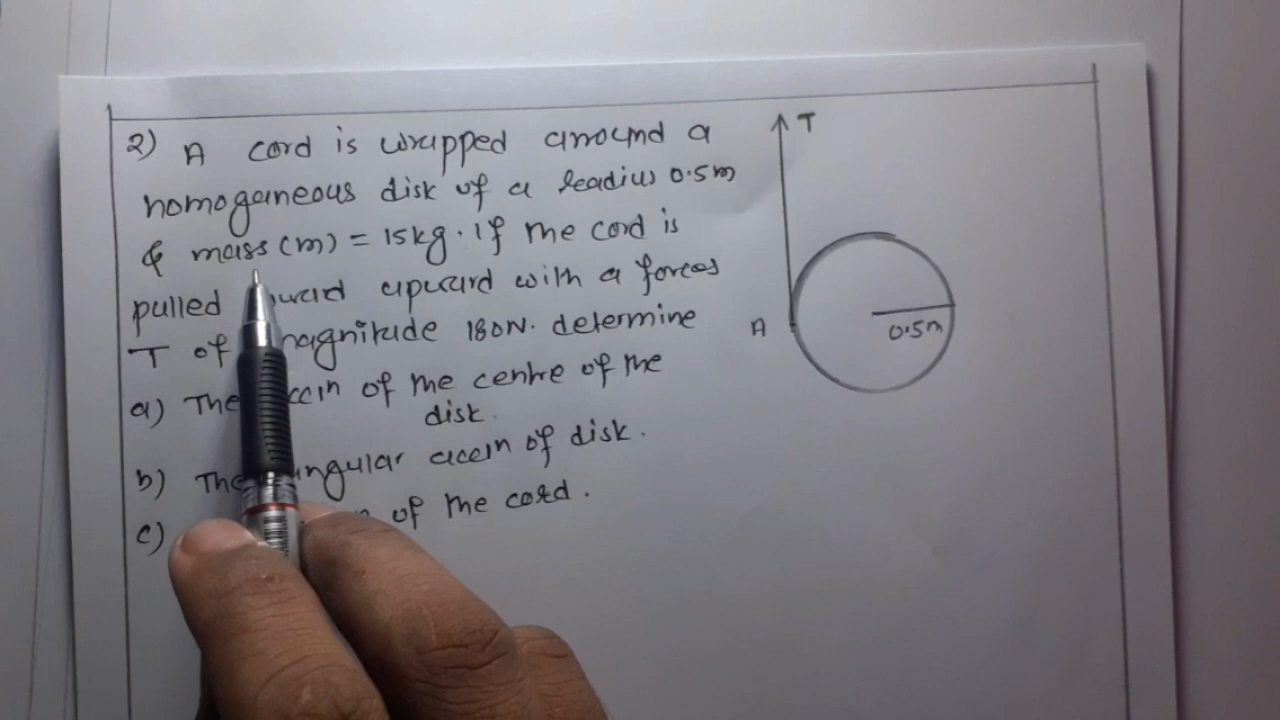 2) A cord is wrapped around a
homogeneous disk of a radius 0.5m
& mass (m) = 15kg. If the cord is
pulled upward with a forces
T of magnitude 180N. determine
a) The of the centre of the
disk.
b) The angular acc^n of disk.
c) of the cord.
T
A
0.5m